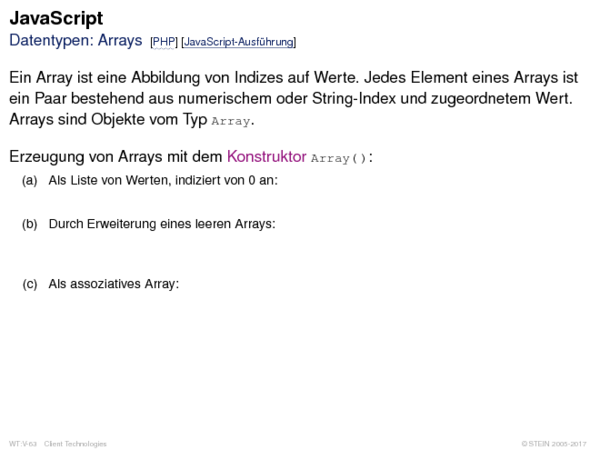 JavaScript
Datentypen: Arrays [PHP] [JavaScript-Ausführung]
Ein Array ist eine Abbildung von Indizes auf Werte. Jedes Element eines Arrays ist
ein Paar bestehend aus numerischem oder String-Index und zugeordnetem Wert.
Arrays sind Objekte vom Typ Array.
Erzeugung von Arrays mit dem Konstruktor Array():
(a) Als Liste von Werten, indiziert von 0 an:
(b) Durch Erweiterung eines leeren Arrays:
(c) Als assoziatives Array:
WT:V-63 Client Technologies © STEIN 2005-2017